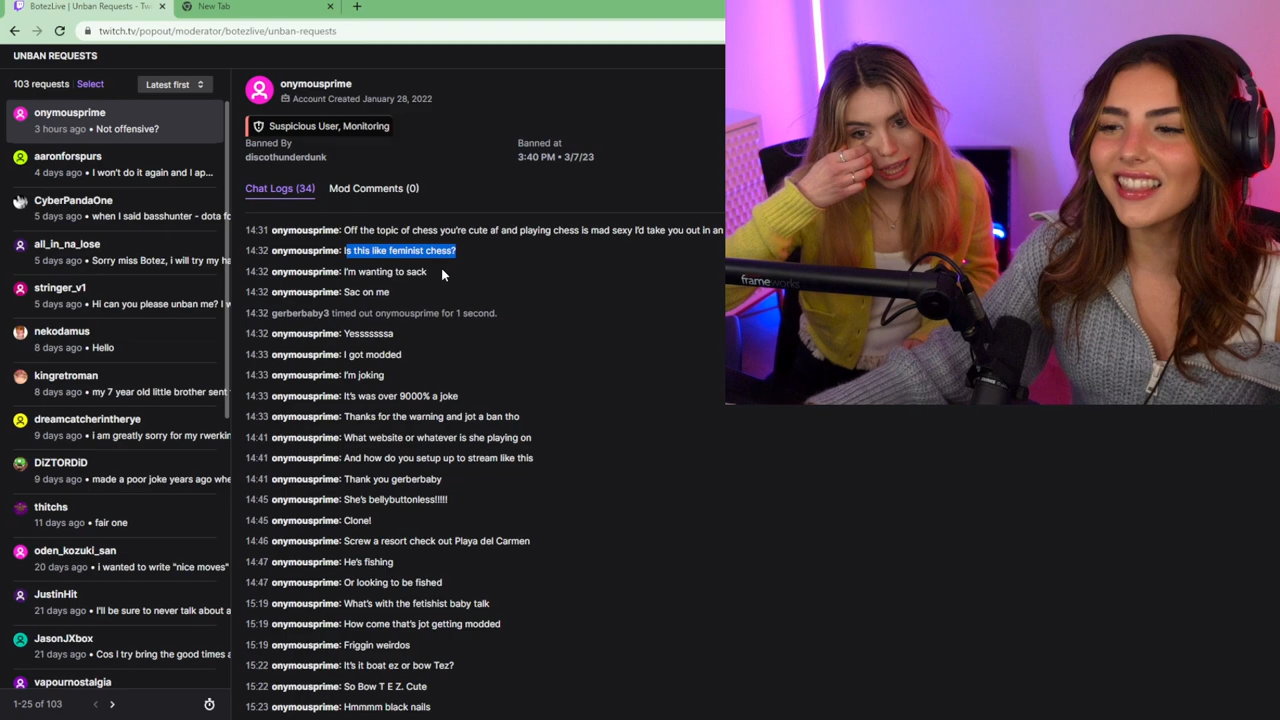 BotezLive | Unban Requests - Tw
New Tab
twitch.tv/popout/moderator/botezlive/unban-requests
UNBAN REQUESTS
103 requests Select Latest first
onymousprime
3 hours ago • Not offensive?
aaronforspurs
4 days ago • I won't do it again and I ap...
CyberPandaOne
5 days ago • when I said basshunter - dota fo
all_in_na_lose
5 days ago • Sorry miss Botez, i will try my ha
stringer_v1
5 days ago • Hi can you please unban me? I w
nekodamus
8 days ago • Hello
kingretroman
8 days ago • my 7 year old little brother sent
dreamcatcherintherye
9 days ago • i am greatly sorry for my rwerkin
DiZTORDiD
9 days ago • made a poor joke years ago whe
thitchs
11 days ago • fair one
oden_kozuki_san
20 days ago • i wanted to write "nice moves"
JustinHit
21 days ago • I'll be sure to never talk about a
JasonJXbox
21 days ago • Cos I try bring the good times a
vapournostalgia
1-25 of 103
onymousprime
Account Created January 28, 2022
Suspicious User, Monitoring
Banned By
discothunderdunk
Banned at
3:40 PM • 3/7/23
Chat Logs (34) Mod Comments (0)
14:31 onymousprime: Off the topic of chess you're cute af and playing chess is mad sexy I'd take you out in an
14:32 onymousprime: Is this like feminist chess?
14:32 onymousprime: I'm wanting to sack
14:32 onymousprime: Sac on me
14:32 gerberbaby3 timed out onymousprime for 1 second.
14:32 onymousprime: Yesssssssa
14:33 onymousprime: I got modded
14:33 onymousprime: I'm joking
14:33 onymousprime: It's was over 9000% a joke
14:33 onymousprime: Thanks for the warning and jot a ban tho
14:41 onymousprime: What website or whatever is she playing on
14:41 onymousprime: And how do you setup up to stream like this
14:41 onymousprime: Thank you gerberbaby
14:45 onymousprime: She's bellybuttonless!!!!!
14:45 onymousprime: Clone!
14:46 onymousprime: Screw a resort check out Playa del Carmen
14:47 onymousprime: He's fishing
14:47 onymousprime: Or looking to be fished
15:19 onymousprime: What's with the fetishist baby talk
15:19 onymousprime: How come that's jot getting modded
15:19 onymousprime: Friggin weirdos
15:22 onymousprime: It's it boat ez or bow Tez?
15:22 onymousprime: So Bow T E Z. Cute
15:23 onymousprime: Hmmmm black nails
frameworks